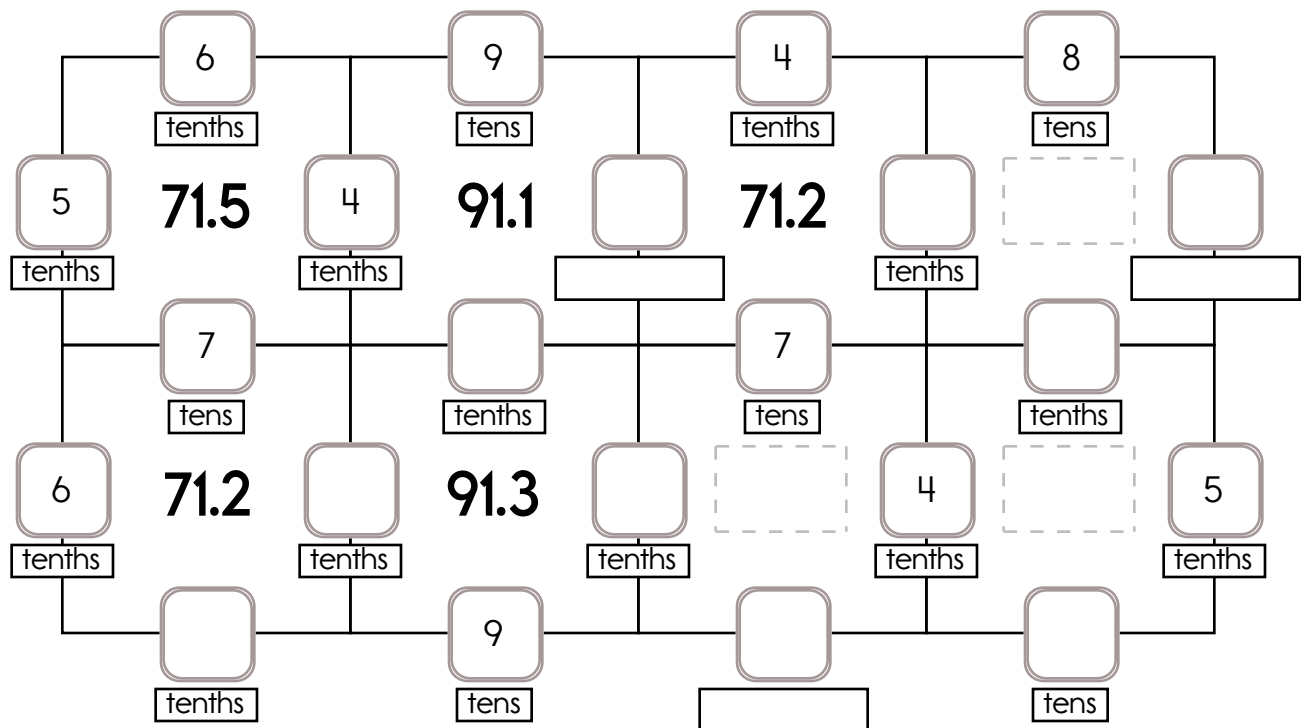 6 9 4 8
tenths tens tenths tens
5 71.5 4 91.1 71.2
tenths tenths tenths
7 7
tens tenths tens tenths
6 71.2 91.3 4 5
tenths tenths tenths tenths tenths
9
tenths tens tens